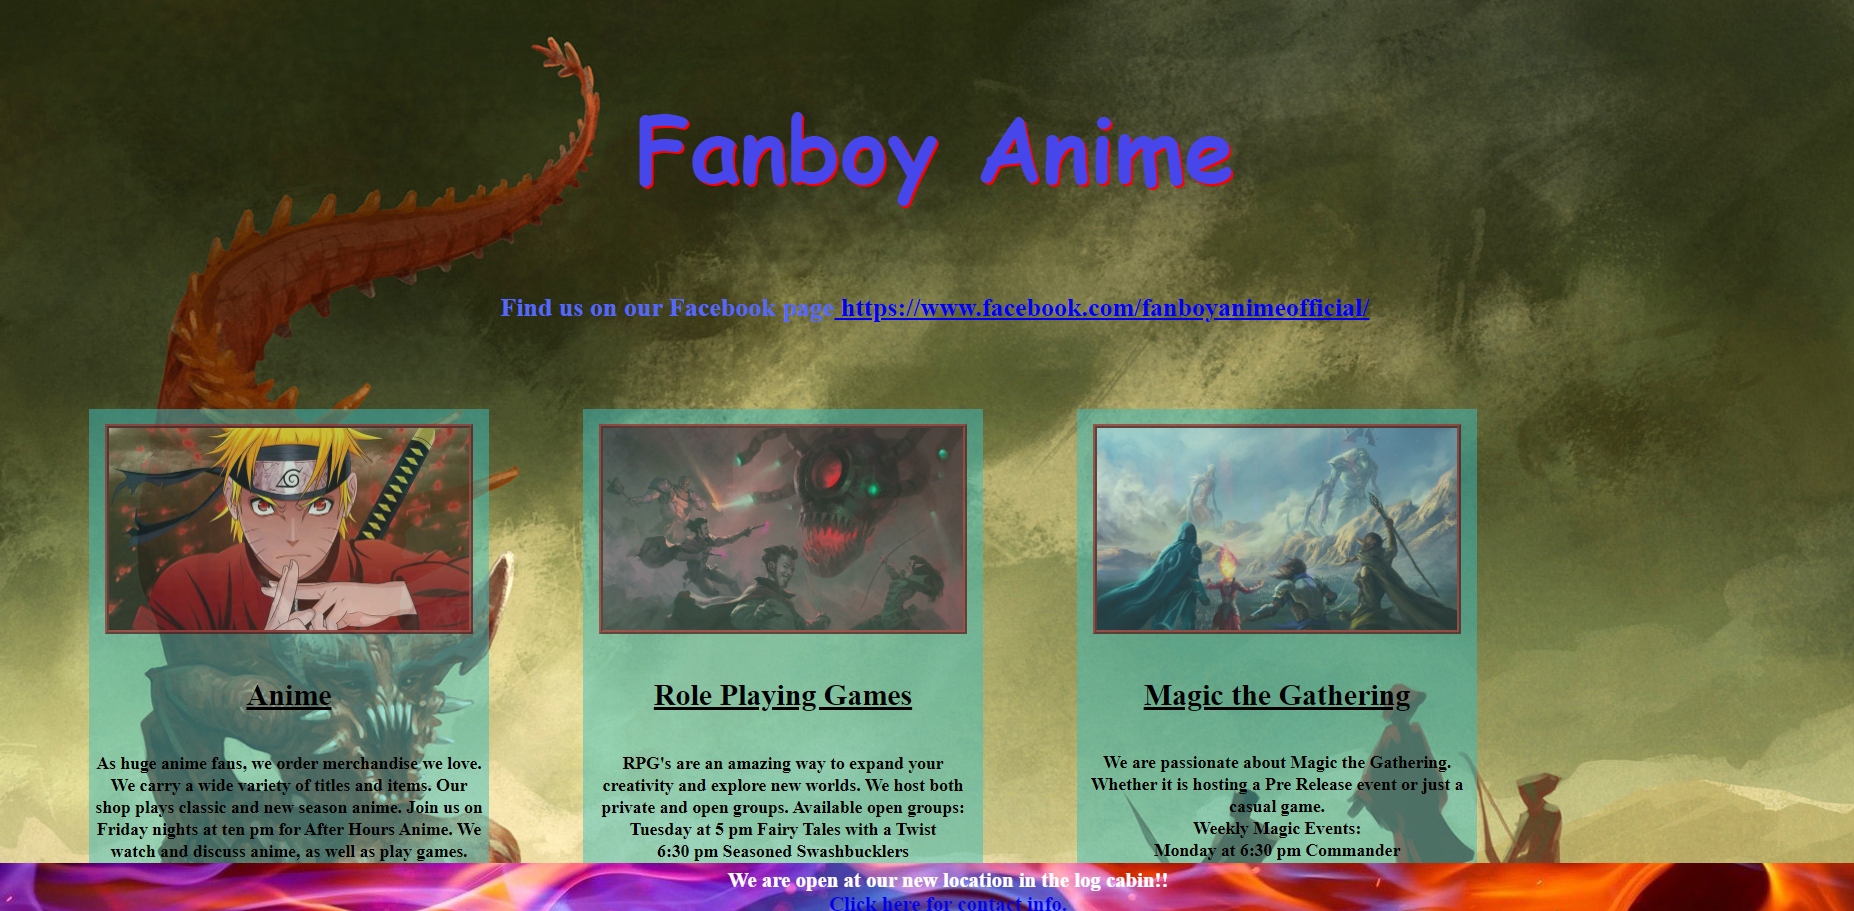 Fanboy Anime
Find us on our Facebook page https://www.facebook.com/fanboyanimeofficial/
Anime
As huge anime fans, we order merchandise we love.
We carry a wide variety of titles and items. Our
shop plays classic and new season anime. Join us on
Friday nights at ten pm for After Hours Anime. We
watch and discuss anime, as well as play games.
Role Playing Games
RPG's are an amazing way to expand your
creativity and explore new worlds. We host both
private and open groups. Available open groups:
Tuesday at 5 pm Fairy Tales with a Twist
6:30 pm Seasoned Swashbucklers
Magic the Gathering
We are passionate about Magic the Gathering.
Whether it is hosting a Pre Release event or just a
casual game.
Weekly Magic Events:
Monday at 6:30 pm Commander
We are open at our new location in the log cabin!!
Click here for contact info.